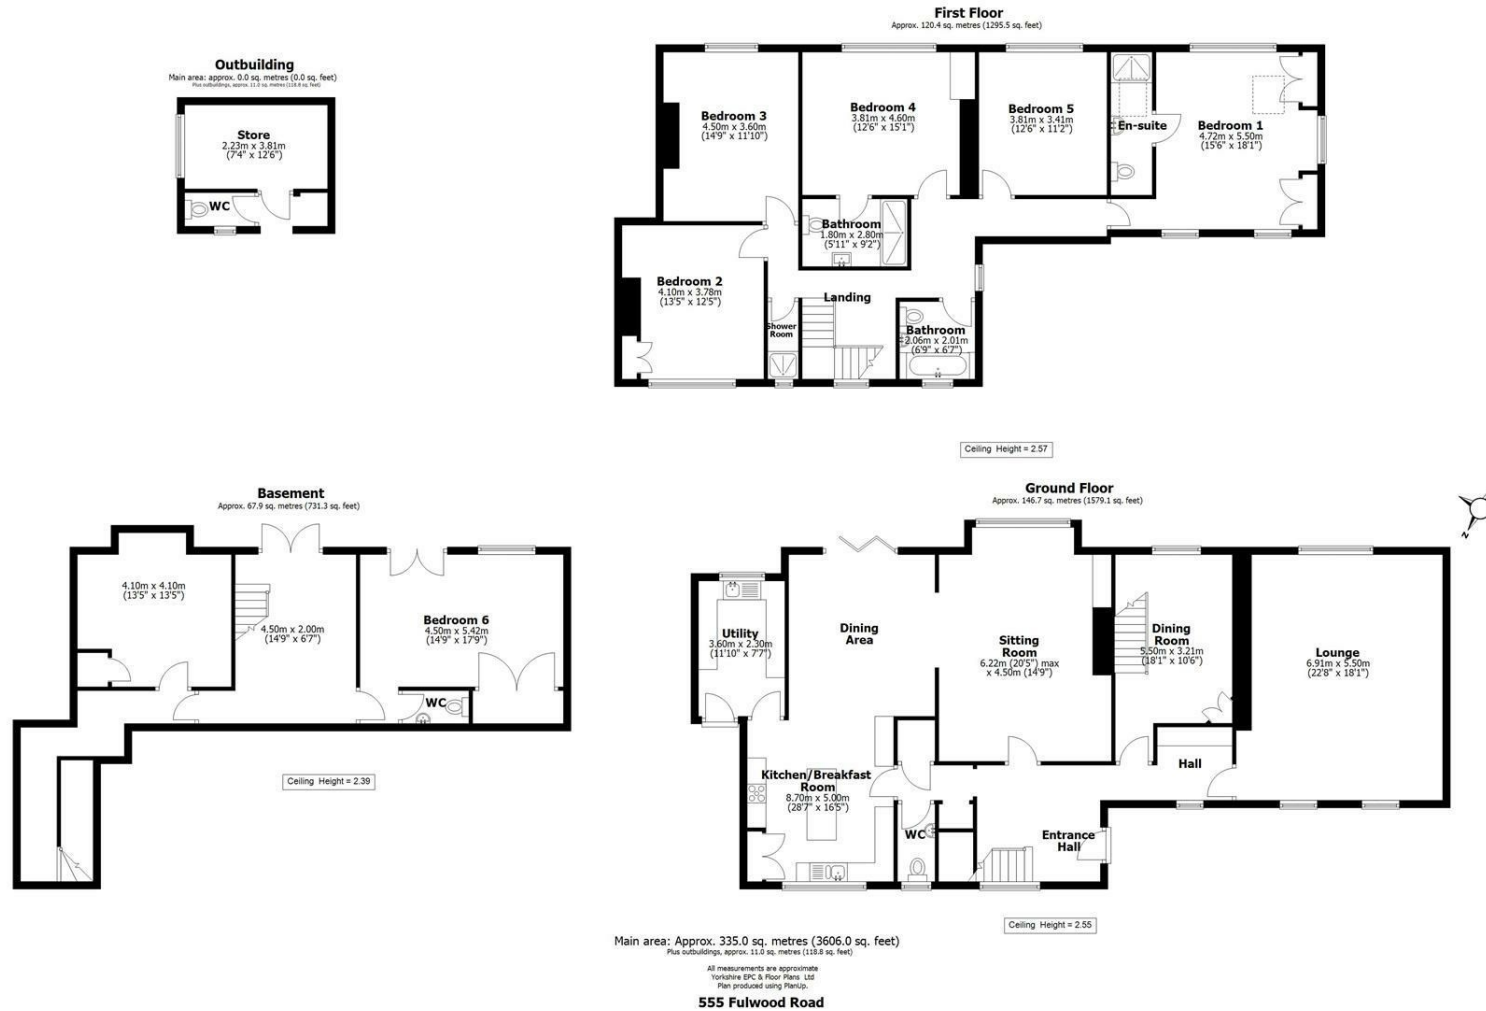 First Floor
Approx. 120.4 sq. metres (1295.5 sq. feet)
Outbuilding
Main area: approx. 0.0 sq. metres (0.0 sq. feet)
Plus outbuildings, approx. 11.0 sq. metres (118.8 sq. feet)
Store
2.23m x 3.81m
(7'4" x 12'6")
WC
Bedroom 3
4.50m x 3.60m
(14'9" x 11'10")
Bedroom 4
3.81m x 4.60m
(12'6" x 15'1")
Bedroom 5
3.81m x 3.41m
(12'6" x 11'2")
En-suite
Bedroom 1
4.72m x 5.50m
(15'6" x 18'1")
Bathroom
1.80m x 2.80m
(5'11" x 9'2")
Bedroom 2
4.10m x 3.78m
(13'5" x 12'5")
Landing
Shower
Room
Bathroom
2.06m x 2.01m
(6'9" x 6'7")
Ceiling Height = 2.57
Basement
Approx. 67.9 sq. metres (731.3 sq. feet)
4.10m x 4.10m
(13'5" x 13'5")
4.50m x 2.00m
(14'9" x 6'7")
Bedroom 6
4.50m x 5.42m
(14'9" x 17'9")
WC
Ceiling Height = 2.39
Ground Floor
Approx. 146.7 sq. metres (1579.1 sq. feet)
N
Utility
3.60m x 2.30m
(11'10" x 7'7")
Dining
Area
Sitting
Room
6.22m (20'5") max
x 4.50m (14'9")
Dining
Room
5.50m x 3.21m
(18'1" x 10'6")
Lounge
6.91m x 5.50m
(22'8" x 18'1")
Kitchen/Breakfast
Room
8.70m x 5.00m
(28'7" x 16'5")
Hall
WC
Entrance
Hall
Ceiling Height = 2.55
Main area: Approx. 335.0 sq. metres (3606.0 sq. feet)
Plus outbuildings, approx. 11.0 sq. metres (118.8 sq. feet)
All measurements are approximate
Yorkshire EPC & Floor Plans Ltd
Plan produced using PlanUp.
555 Fulwood Road